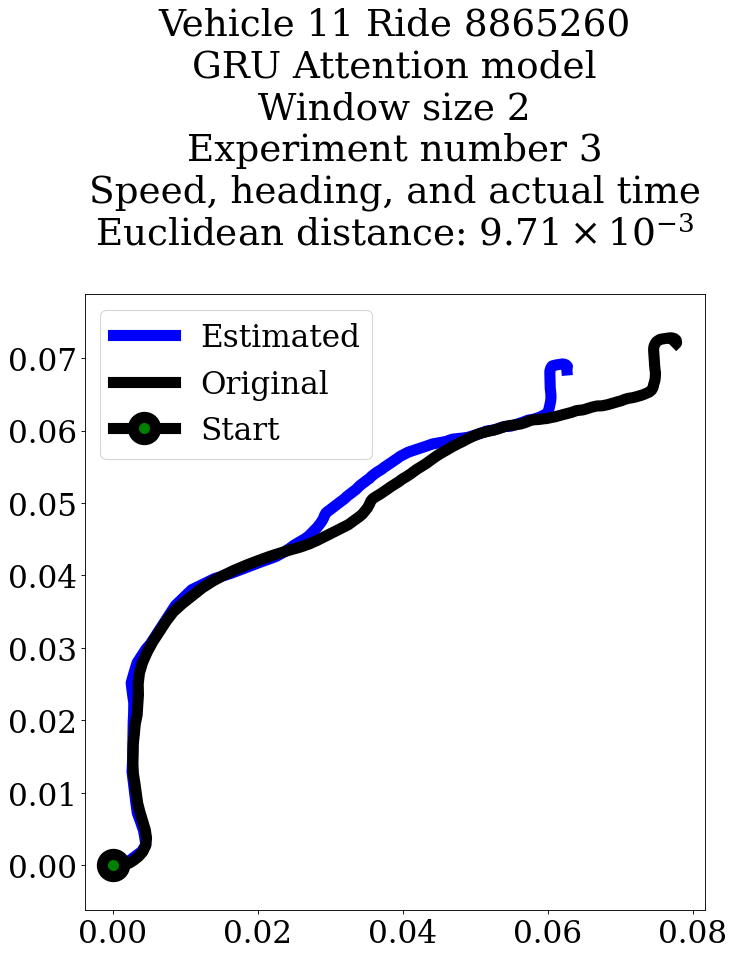 Vehicle 11 Ride 8865260
GRU Attention model
Window size 2
Experiment number 3
Speed, heading, and actual time
Euclidean distance: 9.71 × 10⁻³
Estimated
Original
Start
0.07
0.06
0.05
0.04
0.03
0.02
0.01
0.00
0.00 0.02 0.04 0.06 0.08